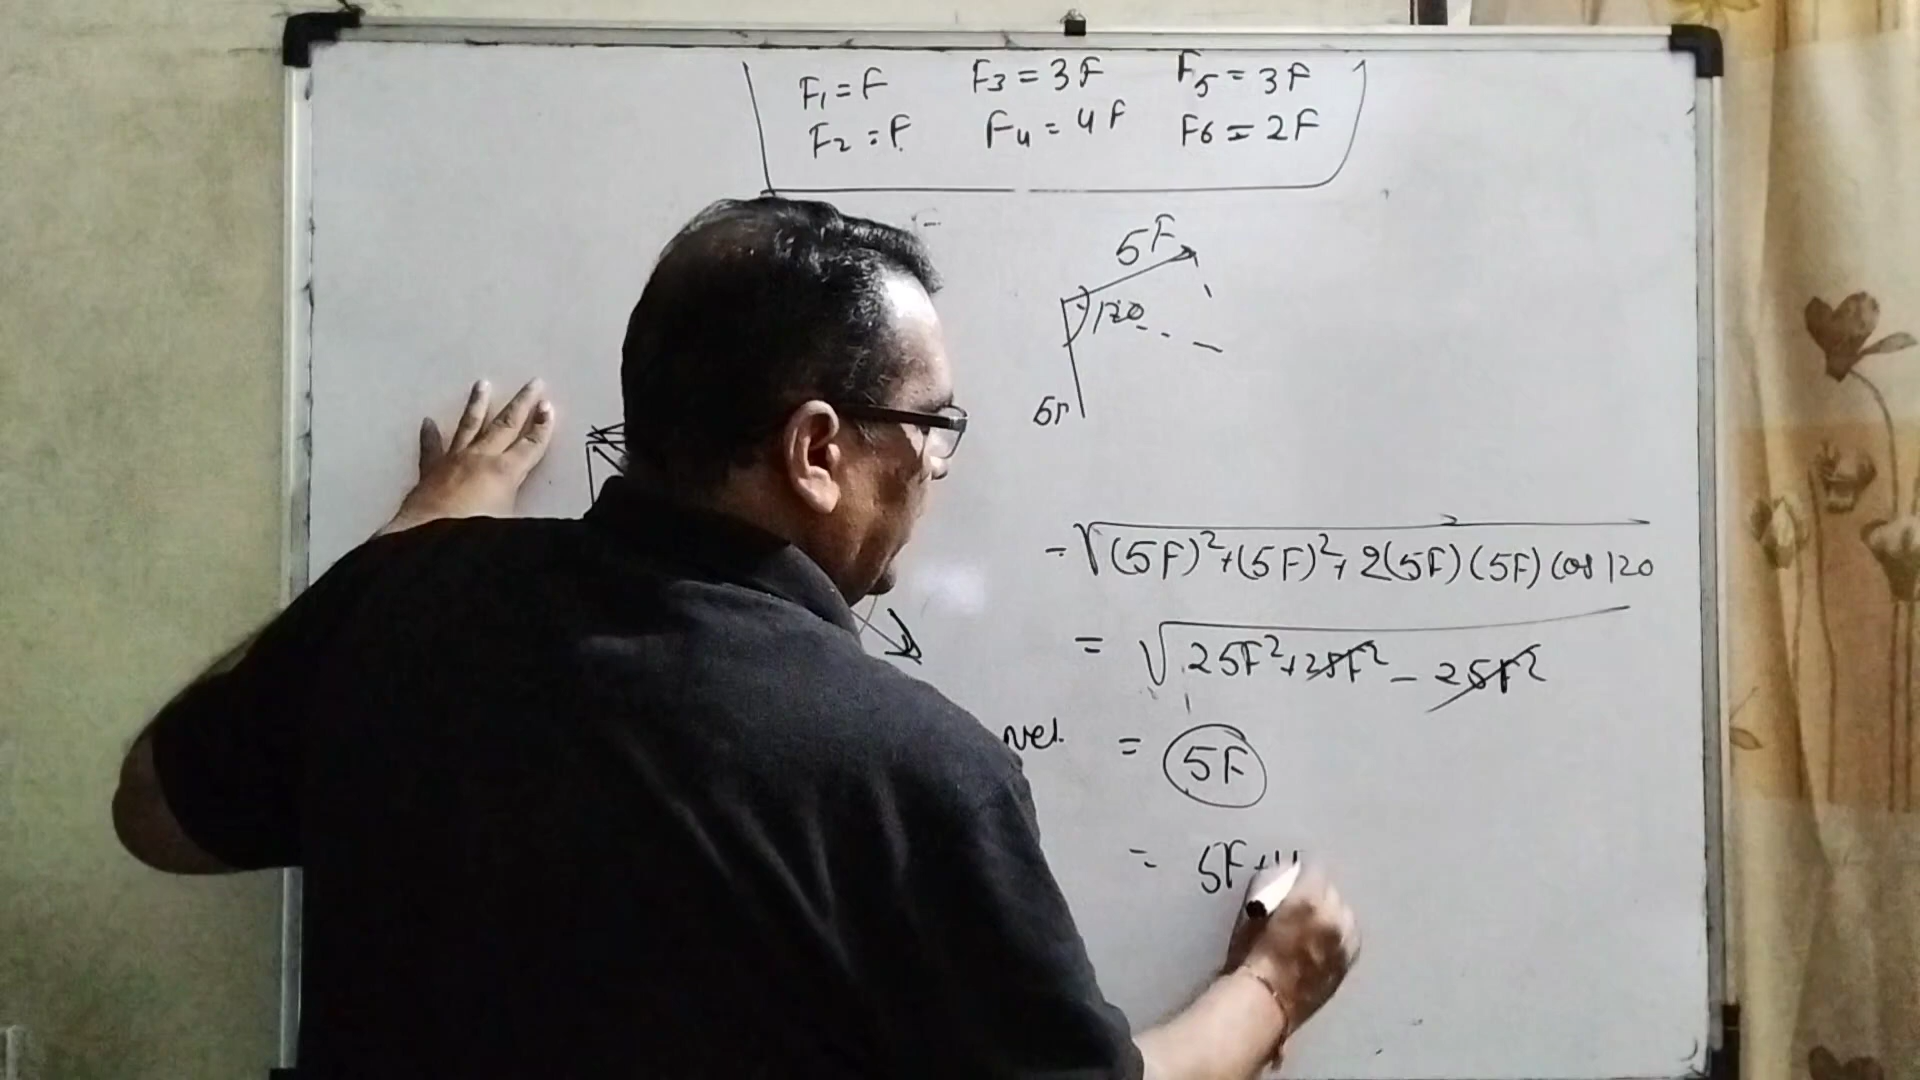 F₁ = F F3 = 3F F5 = 3F
F2 = F F4 = 4F F6 = 2F
5F
120
5F
= √(5F)²+(5F)²+2(5F)(5F) cos 120
= √25F²+25F² - 25F²
net = 5F
= 5F+4